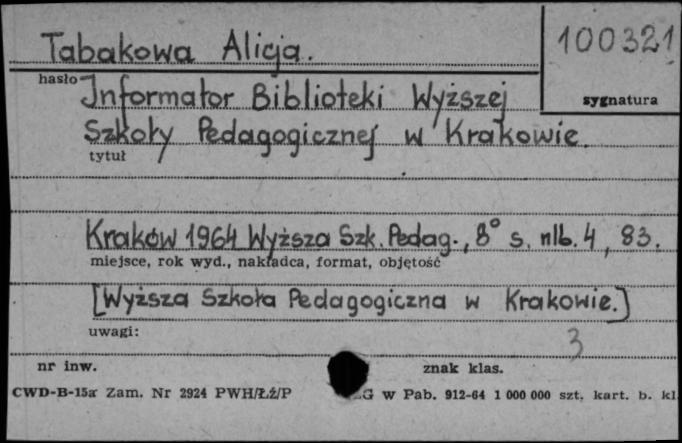 Tabakowa Alicja.
100321
hasło
sygnatura
Informator Biblioteki Wyższej
Szkoły Pedagogicznej w Krakowie.
tytuł
Kraków 1964 Wyższa Szk. Pedag., 8° s. nlb. 4, 83.
miejsce, rok wyd., nakładca, format, objętość
[Wyższa Szkoła Pedagogiczna w Krakowie.]
uwagi:
3
nr inw.
znak klas.
CWD-B-15a Zam. Nr 2924 PWH/Łź/P
G W Pab. 912-64 1 000 000 szt. kart. b. kl